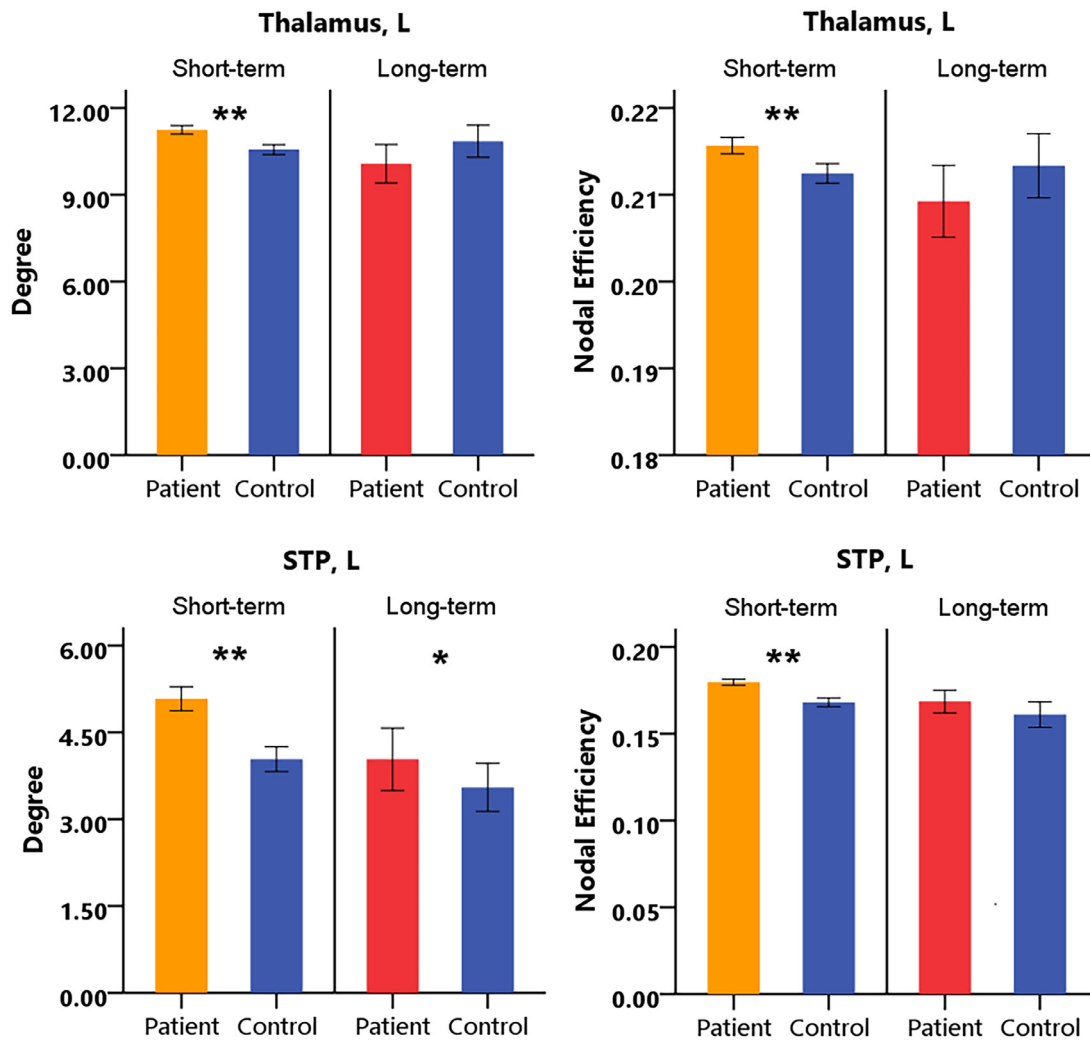 Thalamus, L
Short-term Long-term
**
12.00
9.00
6.00
3.00
0.00
Degree
Patient Control Patient Control
Thalamus, L
Short-term Long-term
**
0.22
0.21
0.20
0.19
0.18
Nodal Efficiency
Patient Control Patient Control
STP, L
Short-term Long-term
** *
6.00
4.50
3.00
1.50
0.00
Degree
Patient Control Patient Control
STP, L
Short-term Long-term
**
0.20
0.15
0.10
0.05
0.00
Nodal Efficiency
Patient Control Patient Control